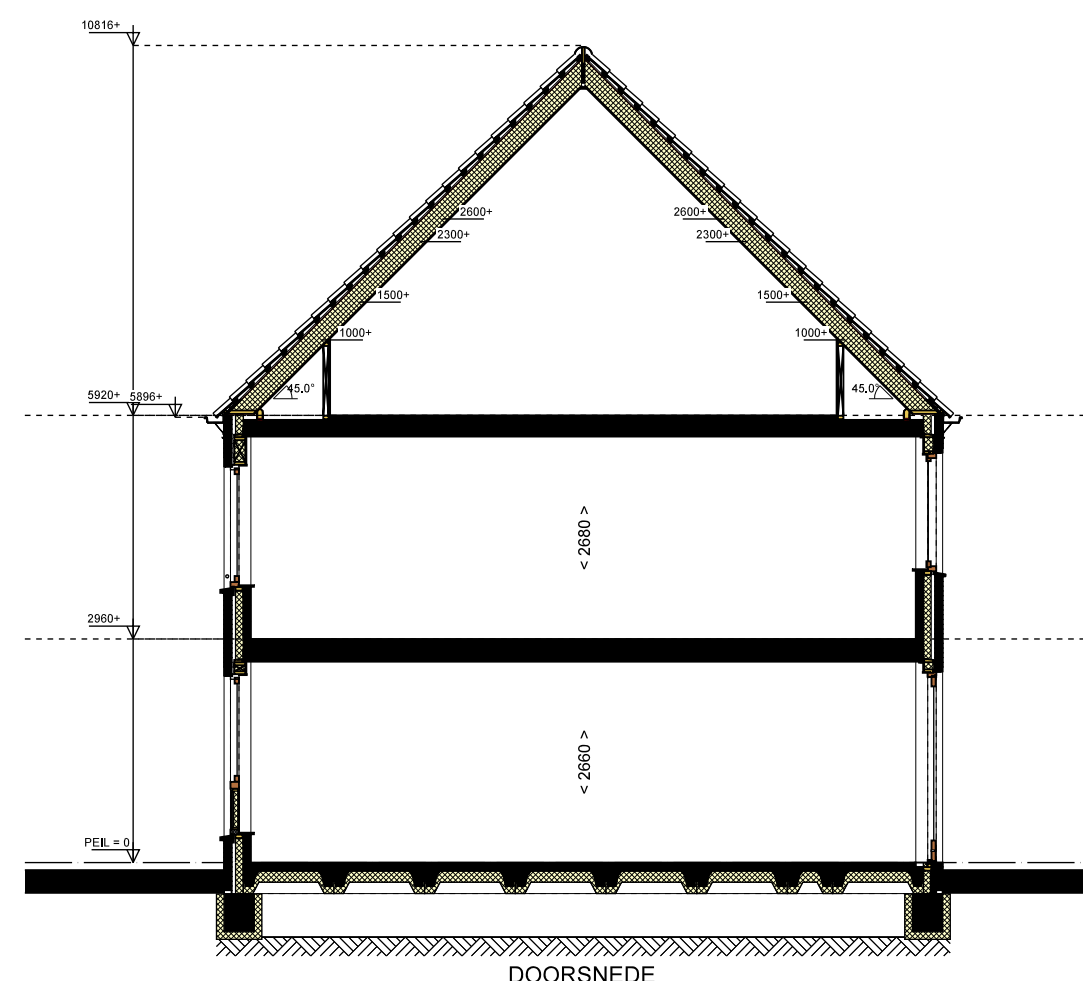 10816+
2600+ 2600+
2300+ 2300+
1500+ 1500+
1000+ 1000+
45.0° 45.0°
5920+ 5896+
< 2680 >
2960+
< 2660 >
PEIL = 0
DOORSNEDE